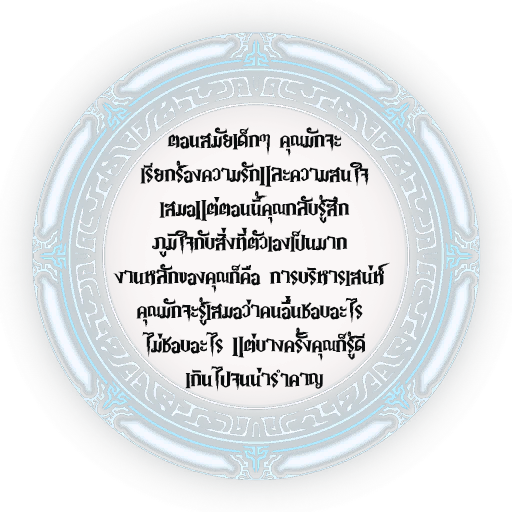 ตอนสมัยเด็กๆ คุณมักจะ
เรียกร้องความรักและความสนใจ
เสมอแต่ตอนนี้คุณกลับรู้สึก
ภูมิใจกับสิ่งที่ตัวเองเป็นมาก
งานหลักของคุณก็คือ การบริหารเสน่ห์
คุณมักจะรู้เสมอว่าคนอื่นชอบอะไร
ไม่ชอบอะไร แต่บางครั้งคุณก็รู้ดี
เกินไปจนน่ารำคาญ